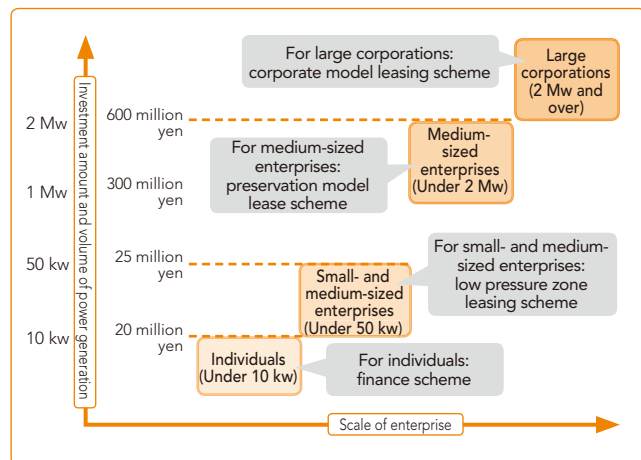 Investment amount and volume of power generation
2 Mw
1 Mw
50 kw
10 kw
600 million
yen
300 million
yen
25 million
yen
20 million
yen
For large corporations:
corporate model leasing scheme
Large
corporations
(2 Mw and
over)
For medium-sized
enterprises:
preservation model
lease scheme
Medium-
sized
enterprises
(Under 2 Mw)
For small- and medium-
sized enterprises:
low pressure zone
leasing scheme
Small- and
medium-sized
enterprises
(Under 50 kw)
Individuals
(Under 10 kw)
For individuals:
finance scheme
Scale of enterprise